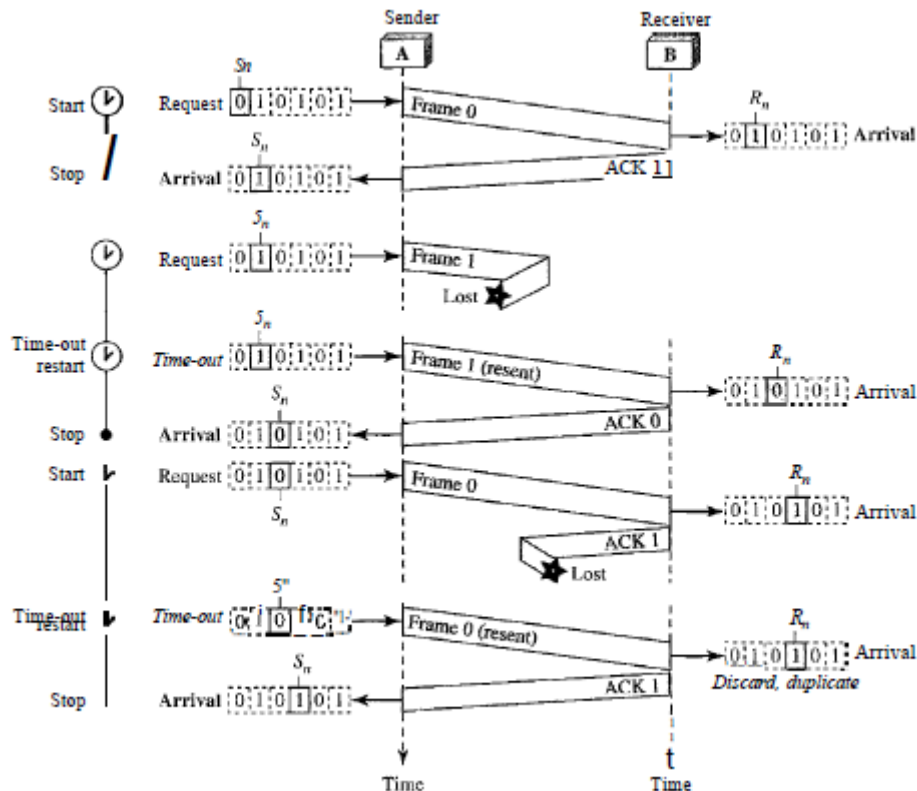 Sender Receiver
A B
Sn
Start Request 0 1 0 1 0 1 Frame 0
Rn
0 1 0 1 0 1 Arrival
Sn
Stop Arrival 0 1 0 1 0 1 ACK 1]
5n
Request 0 1 0 1 0 1 Frame 1
Lost
5n
Time-out restart Time-out 0 1 0 1 0 1 Frame 1 (resent)
Rn
0 1 0 1 0 1 Arrival
Sn
Stop Arrival 0 1 0 1 0 1 ACK 0
Start Request 0 1 0 1 0 1 Frame 0
Sn
Rn
0 1 0 1 0 1 Arrival
ACK 1
Lost
5"
Time-out restart Time-out 0 Frame 0 (resent)
Rn
0 1 0 1 0 1 Arrival
Discard, duplicate
Sn
Stop Arrival 0 1 0 1 0 1 ACK 1
t
Time Time